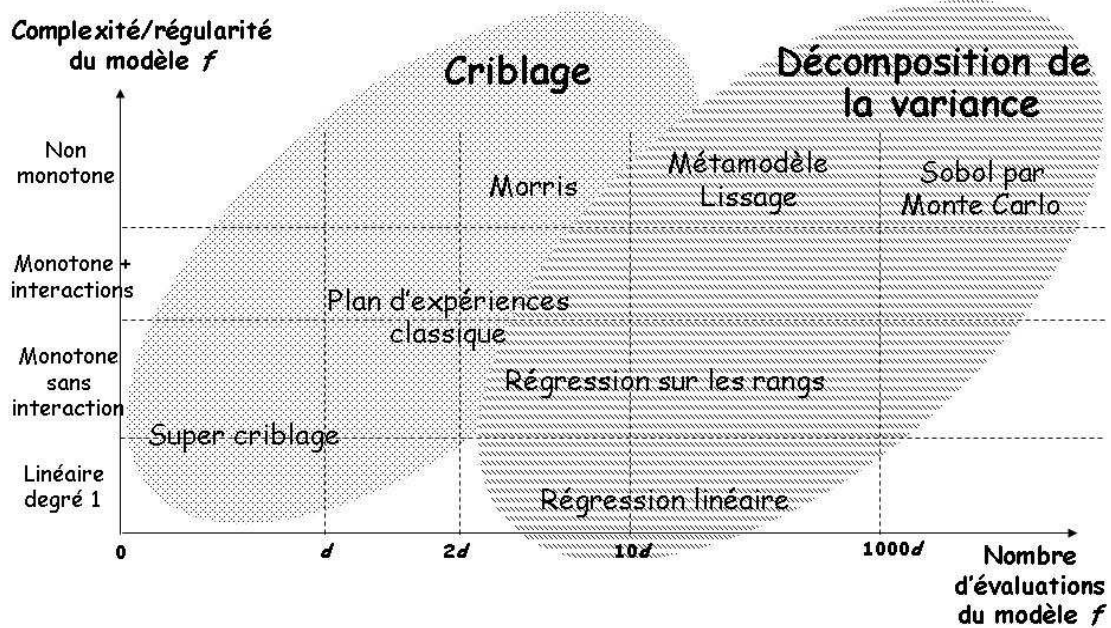 Complexité/régularité
du modèle f
Criblage
Décomposition de
la variance
Non
monotone
Morris
Métamodèle
Lissage
Sobol par
Monte Carlo
Monotone +
interactions
Plan d'expériences
classique
Monotone
sans
interaction
Régression sur les rangs
Super criblage
Linéaire
degré 1
Régression linéaire
0
d
2d
10d
1000d
Nombre
d'évaluations
du modèle f